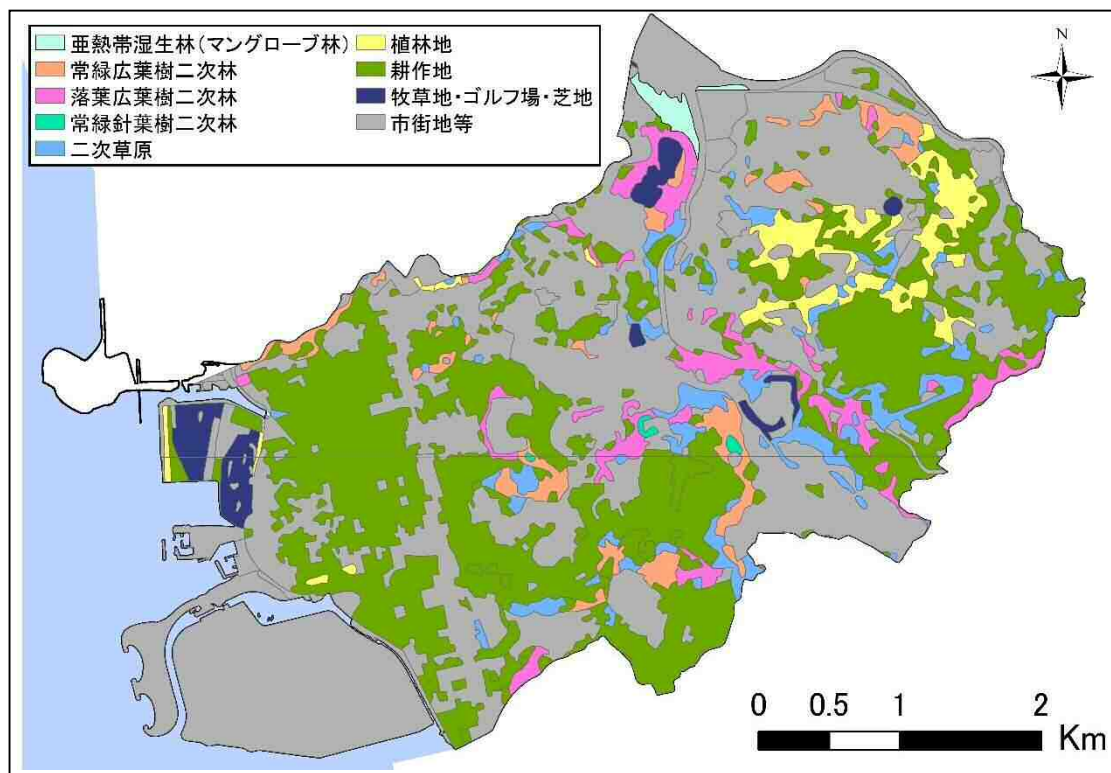 亜熱帯湿生林(マングローブ林)
常緑広葉樹二次林
落葉広葉樹二次林
常緑針葉樹二次林
二次草原
植林地
耕作地
牧草地・ゴルフ場・芝地
市街地等
N
0 0.5 1 2
Km